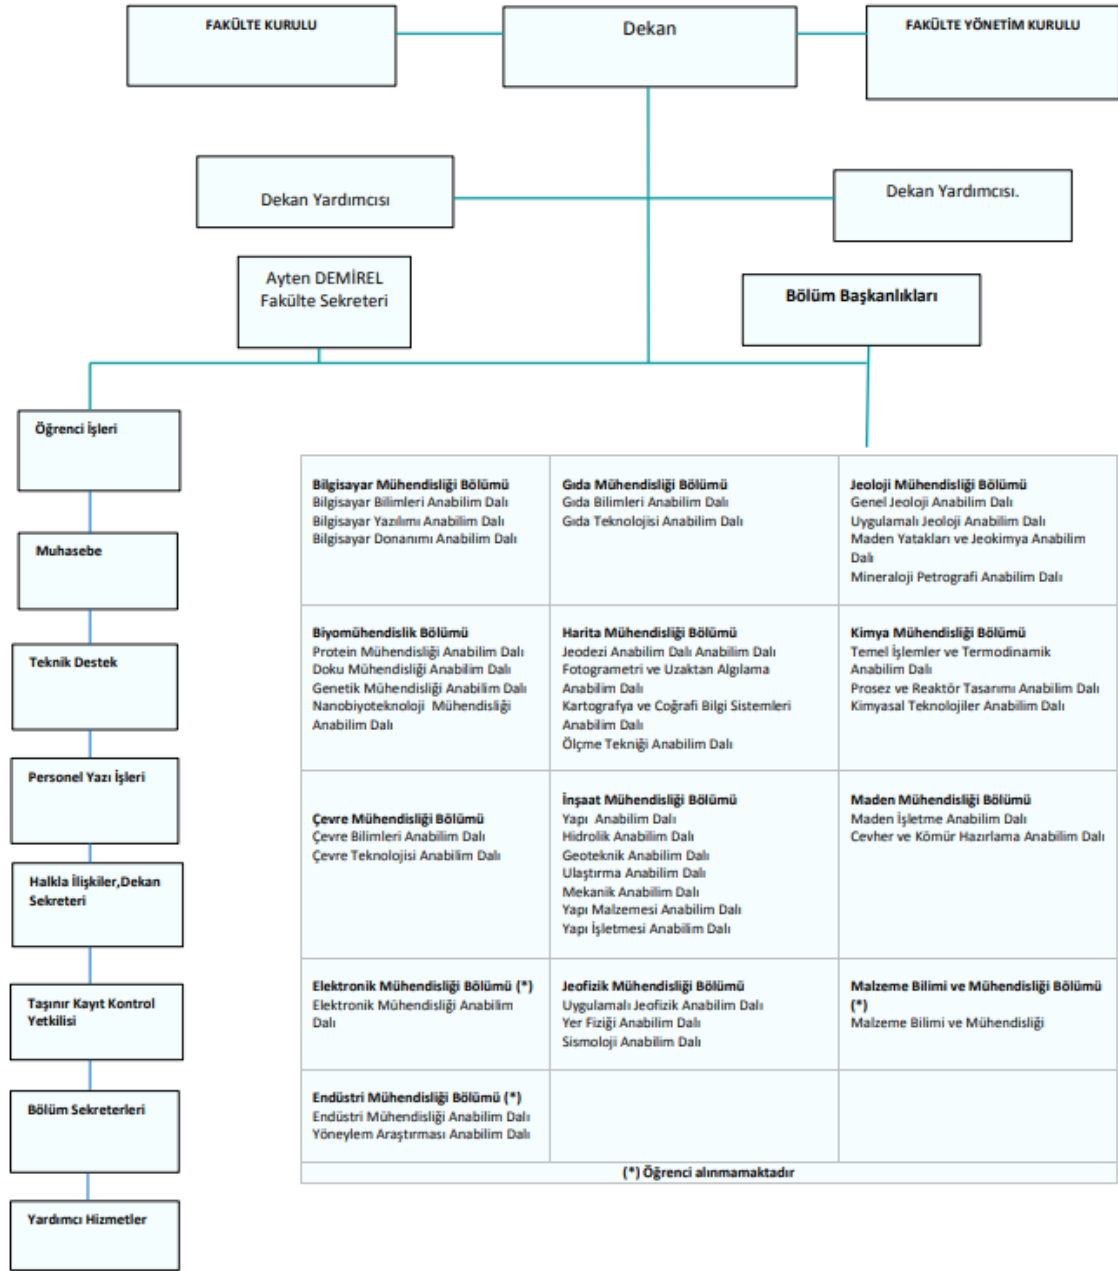 FAKÜLTE KURULU
Dekan
FAKÜLTE YÖNETİM KURULU
Dekan Yardımcısı
Dekan Yardımcısı.
Ayten DEMİREL
Fakülte Sekreteri
Bölüm Başkanlıkları
Öğrenci İşleri
Muhasebe
Teknik Destek
Personel Yazı İşleri
Halkla İlişkiler,Dekan
Sekreteri
Taşınır Kayıt Kontrol
Yetkilisi
Bölüm Sekreterleri
Yardımcı Hizmetler
Bilgisayar Mühendisliği Bölümü
Bilgisayar Bilimleri Anabilim Dalı
Bilgisayar Yazılımı Anabilim Dalı
Bilgisayar Donanımı Anabilim Dalı
Gıda Mühendisliği Bölümü
Gıda Bilimleri Anabilim Dalı
Gıda Teknolojisi Anabilim Dalı
Jeoloji Mühendisliği Bölümü
Genel Jeoloji Anabilim Dalı
Uygulamalı Jeoloji Anabilim Dalı
Maden Yatakları ve Jeokimya Anabilim
Dalı
Mineraloji Petrografi Anabilim Dalı
Biyomühendislik Bölümü
Protein Mühendisliği Anabilim Dalı
Doku Mühendisliği Anabilim Dalı
Genetik Mühendisliği Anabilim Dalı
Nanobiyoteknoloji Mühendisliği
Anabilim Dalı
Harita Mühendisliği Bölümü
Jeodezi Anabilim Dalı Anabilim Dalı
Fotogrametri ve Uzaktan Algılama
Anabilim Dalı
Kartografya ve Coğrafi Bilgi Sistemleri
Anabilim Dalı
Ölçme Tekniği Anabilim Dalı
Kimya Mühendisliği Bölümü
Temel İşlemler ve Termodinamik
Anabilim Dalı
Prosez ve Reaktör Tasarımı Anabilim Dalı
Kimyasal Teknolojiler Anabilim Dalı
Çevre Mühendisliği Bölümü
Çevre Bilimleri Anabilim Dalı
Çevre Teknolojisi Anabilim Dalı
İnşaat Mühendisliği Bölümü
Yapı Anabilim Dalı
Hidrolik Anabilim Dalı
Geoteknik Anabilim Dalı
Ulaştırma Anabilim Dalı
Mekanik Anabilim Dalı
Yapı Malzemesi Anabilim Dalı
Yapı İşletmesi Anabilim Dalı
Maden Mühendisliği Bölümü
Maden İşletme Anabilim Dalı
Cevher ve Kömür Hazırlama Anabilim Dalı
Elektronik Mühendisliği Bölümü (*)
Elektronik Mühendisliği Anabilim
Dalı
Jeofizik Mühendisliği Bölümü
Uygulamalı Jeofizik Anabilim Dalı
Yer Fiziği Anabilim Dalı
Sismoloji Anabilim Dalı
Malzeme Bilimi ve Mühendisliği Bölümü
(*)
Malzeme Bilimi ve Mühendisliği
Endüstri Mühendisliği Bölümü (*)
Endüstri Mühendisliği Anabilim Dalı
Yöneylem Araştırması Anabilim Dalı
(*) Öğrenci alınmamaktadır